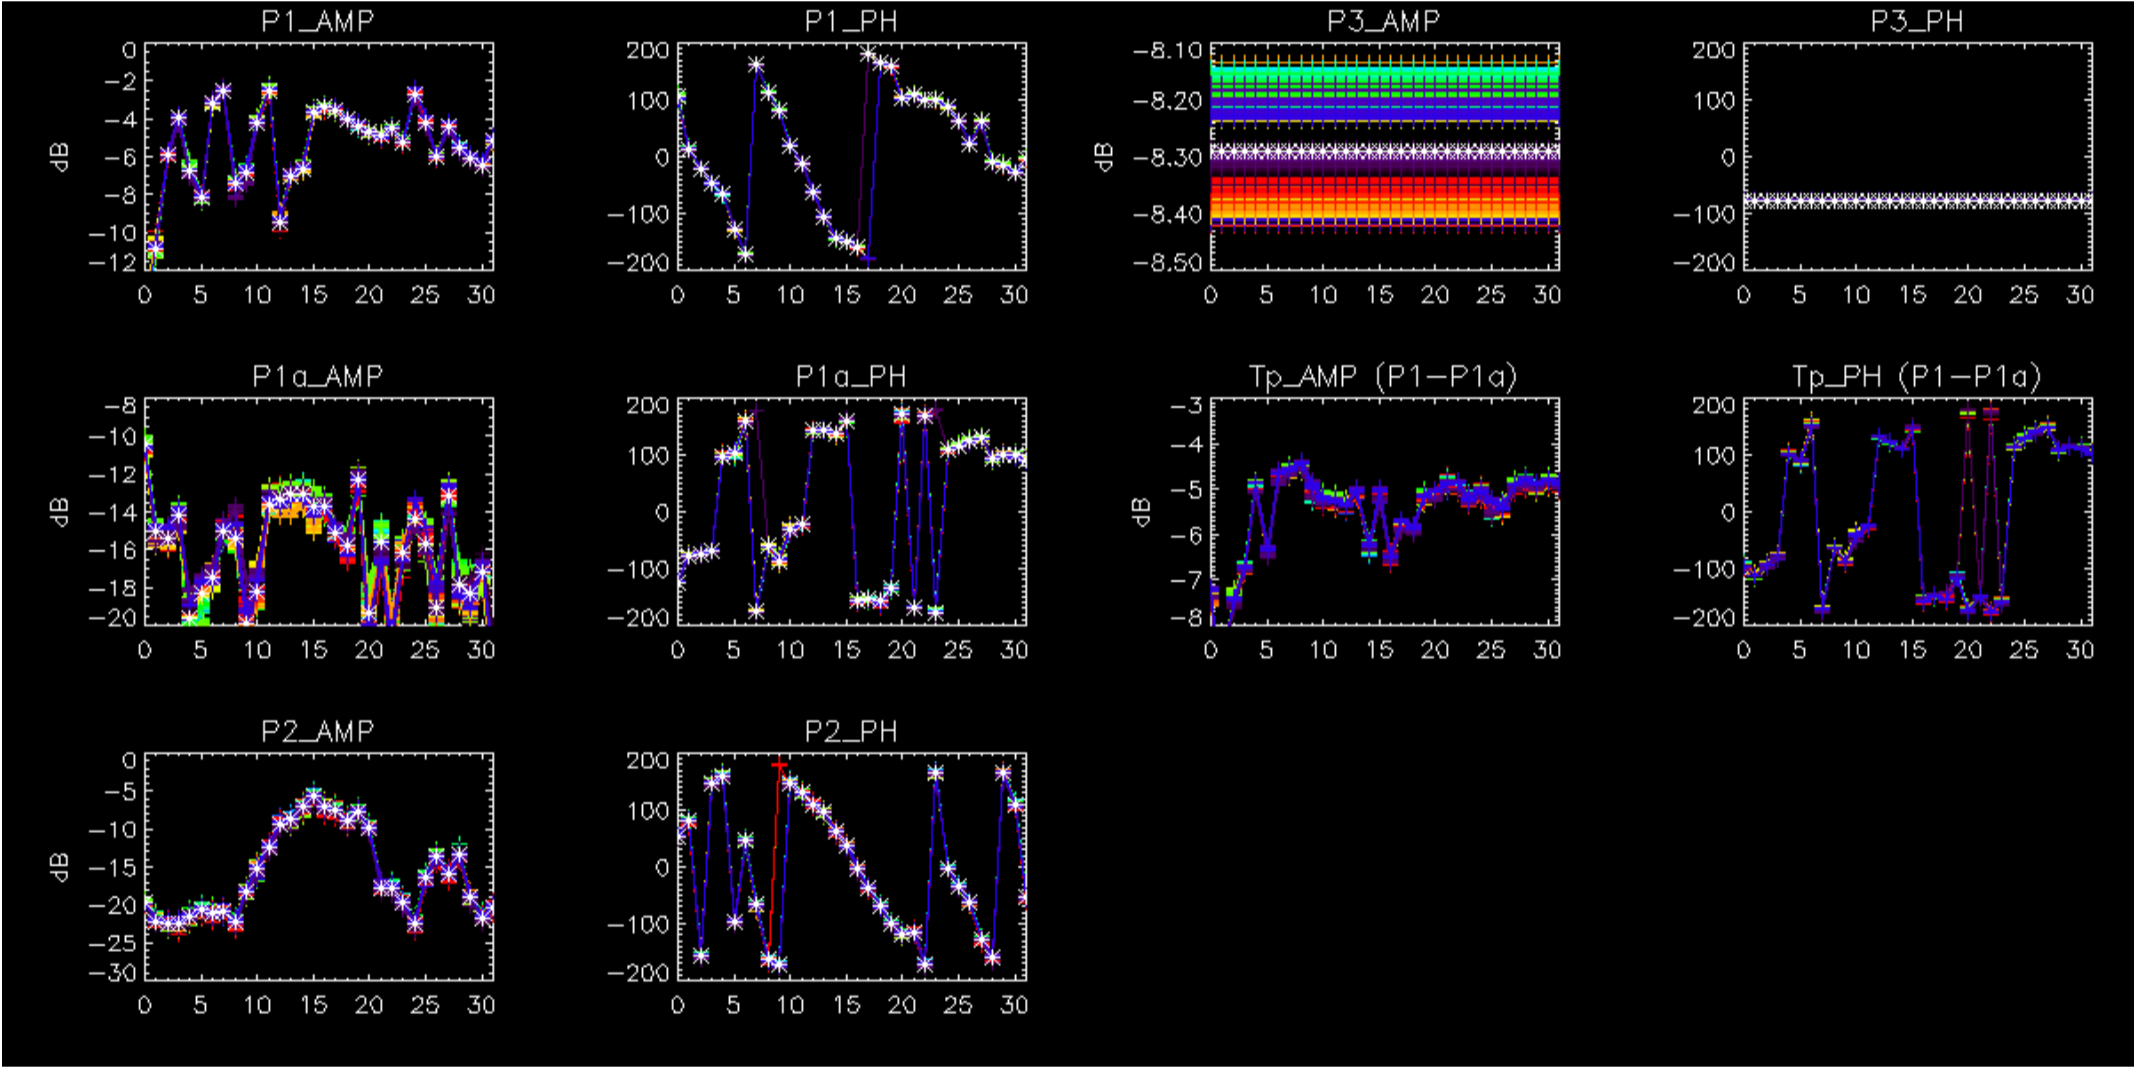 P1_AMP
P1_PH
P3_AMP
P3_PH
dB
0
-2
-4
-6
-8
-10
-12
0 5 10 15 20 25 30
200
100
0
-100
-200
0 5 10 15 20 25 30
dB
-8.10
-8.20
-8.30
-8.40
-8.50
0 5 10 15 20 25 30
200
100
0
-100
-200
0 5 10 15 20 25 30
P1a_AMP
P1a_PH
Tp_AMP (P1-P1a)
Tp_PH (P1-P1a)
dB
-8
-10
-12
-14
-16
-18
-20
0 5 10 15 20 25 30
200
100
0
-100
-200
0 5 10 15 20 25 30
dB
-3
-4
-5
-6
-7
-8
0 5 10 15 20 25 30
200
100
0
-100
-200
0 5 10 15 20 25 30
P2_AMP
P2_PH
dB
0
-5
-10
-15
-20
-25
-30
0 5 10 15 20 25 30
200
100
0
-100
-200
0 5 10 15 20 25 30